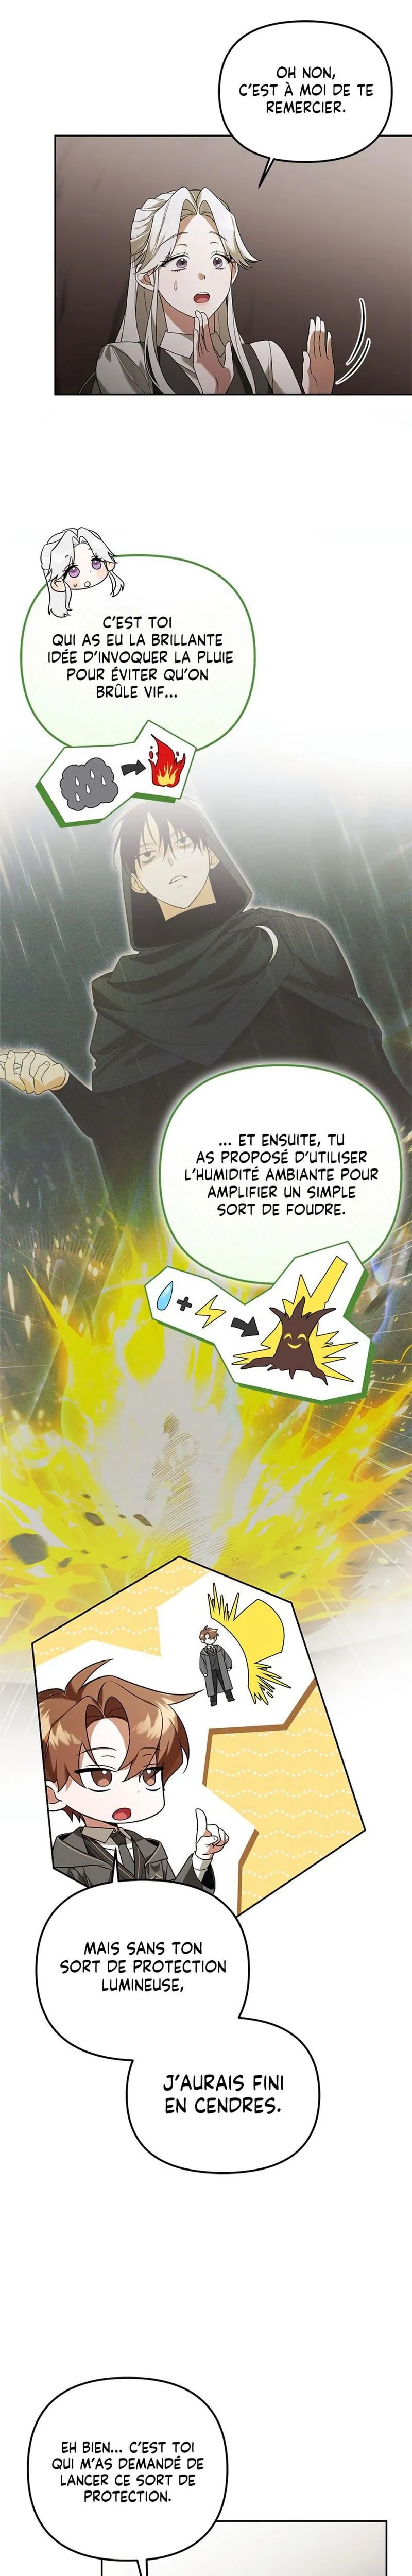 OH NON,
C'EST À MOI DE TE
REMERCIER.
C'EST TOI
QUI AS EU LA BRILLANTE
IDÉE D'INVOQUER LA PLUIE
POUR ÉVITER QU'ON
BRÛLE VIF...
... ET ENSUITE, TU
AS PROPOSÉ D'UTILISER
L'HUMIDITÉ AMBIANTE POUR
AMPLIFIER UN SIMPLE
SORT DE FOUDRE.
MAIS SANS TON
SORT DE PROTECTION
LUMINEUSE,
J'AURAIS FINI
EN CENDRES.
EH BIEN... C'EST TOI
QUI M'AS DEMANDÉ DE
LANCER CE SORT DE
PROTECTION.